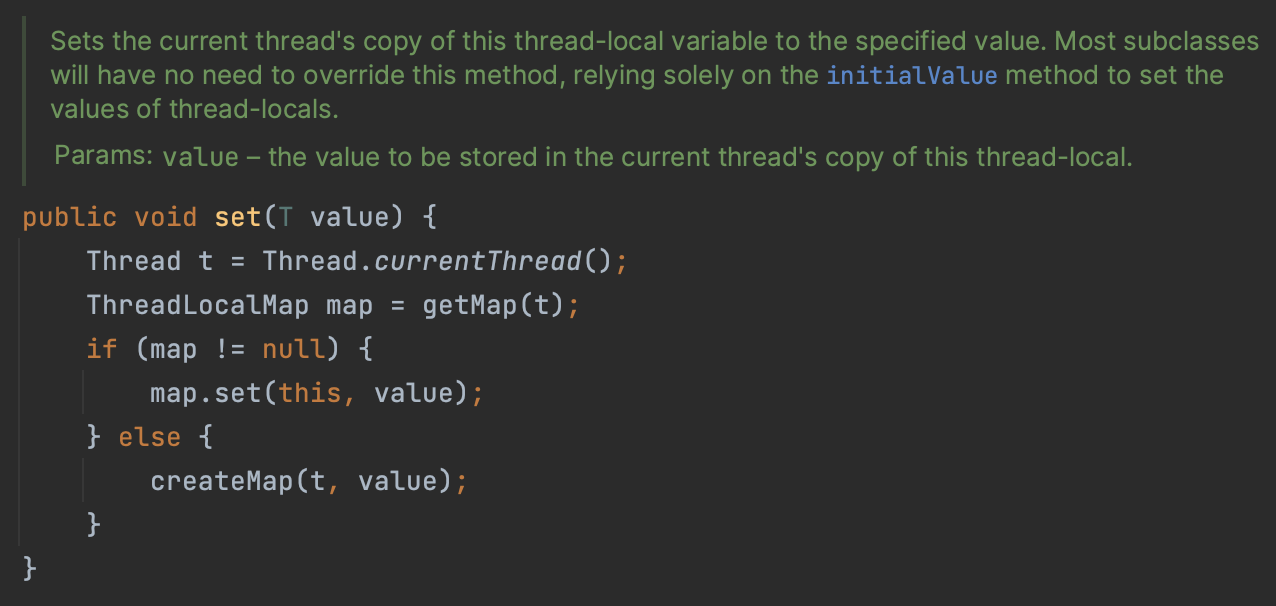 Sets the current thread's copy of this thread-local variable to the specified value. Most subclasses
will have no need to override this method, relying solely on the initialValue method to set the
values of thread-locals.
Params: value – the value to be stored in the current thread's copy of this thread-local.
public void set(T value) {
    Thread t = Thread.currentThread();
    ThreadLocalMap map = getMap(t);
    if (map != null) {
        map.set(this, value);
    } else {
        createMap(t, value);
    }
}